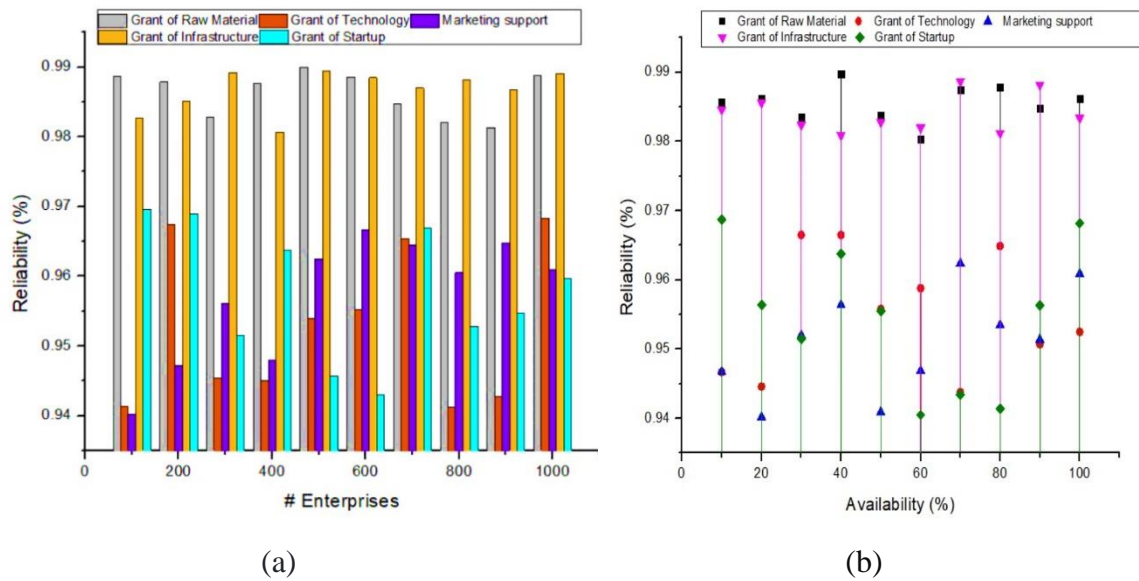 Grant of Raw Material Grant of Technology Marketing support
Grant of Infrastructure Grant of Startup
0.99
0.98
0.97
0.96
0.95
0.94
Reliability (%)
0 200 400 600 800 1000
# Enterprises
(a)
Grant of Raw Material Grant of Technology Marketing support
Grant of Infrastructure Grant of Startup
0.99
0.98
0.97
0.96
0.95
0.94
Reliability (%)
0 20 40 60 80 100
Availability (%)
(b)